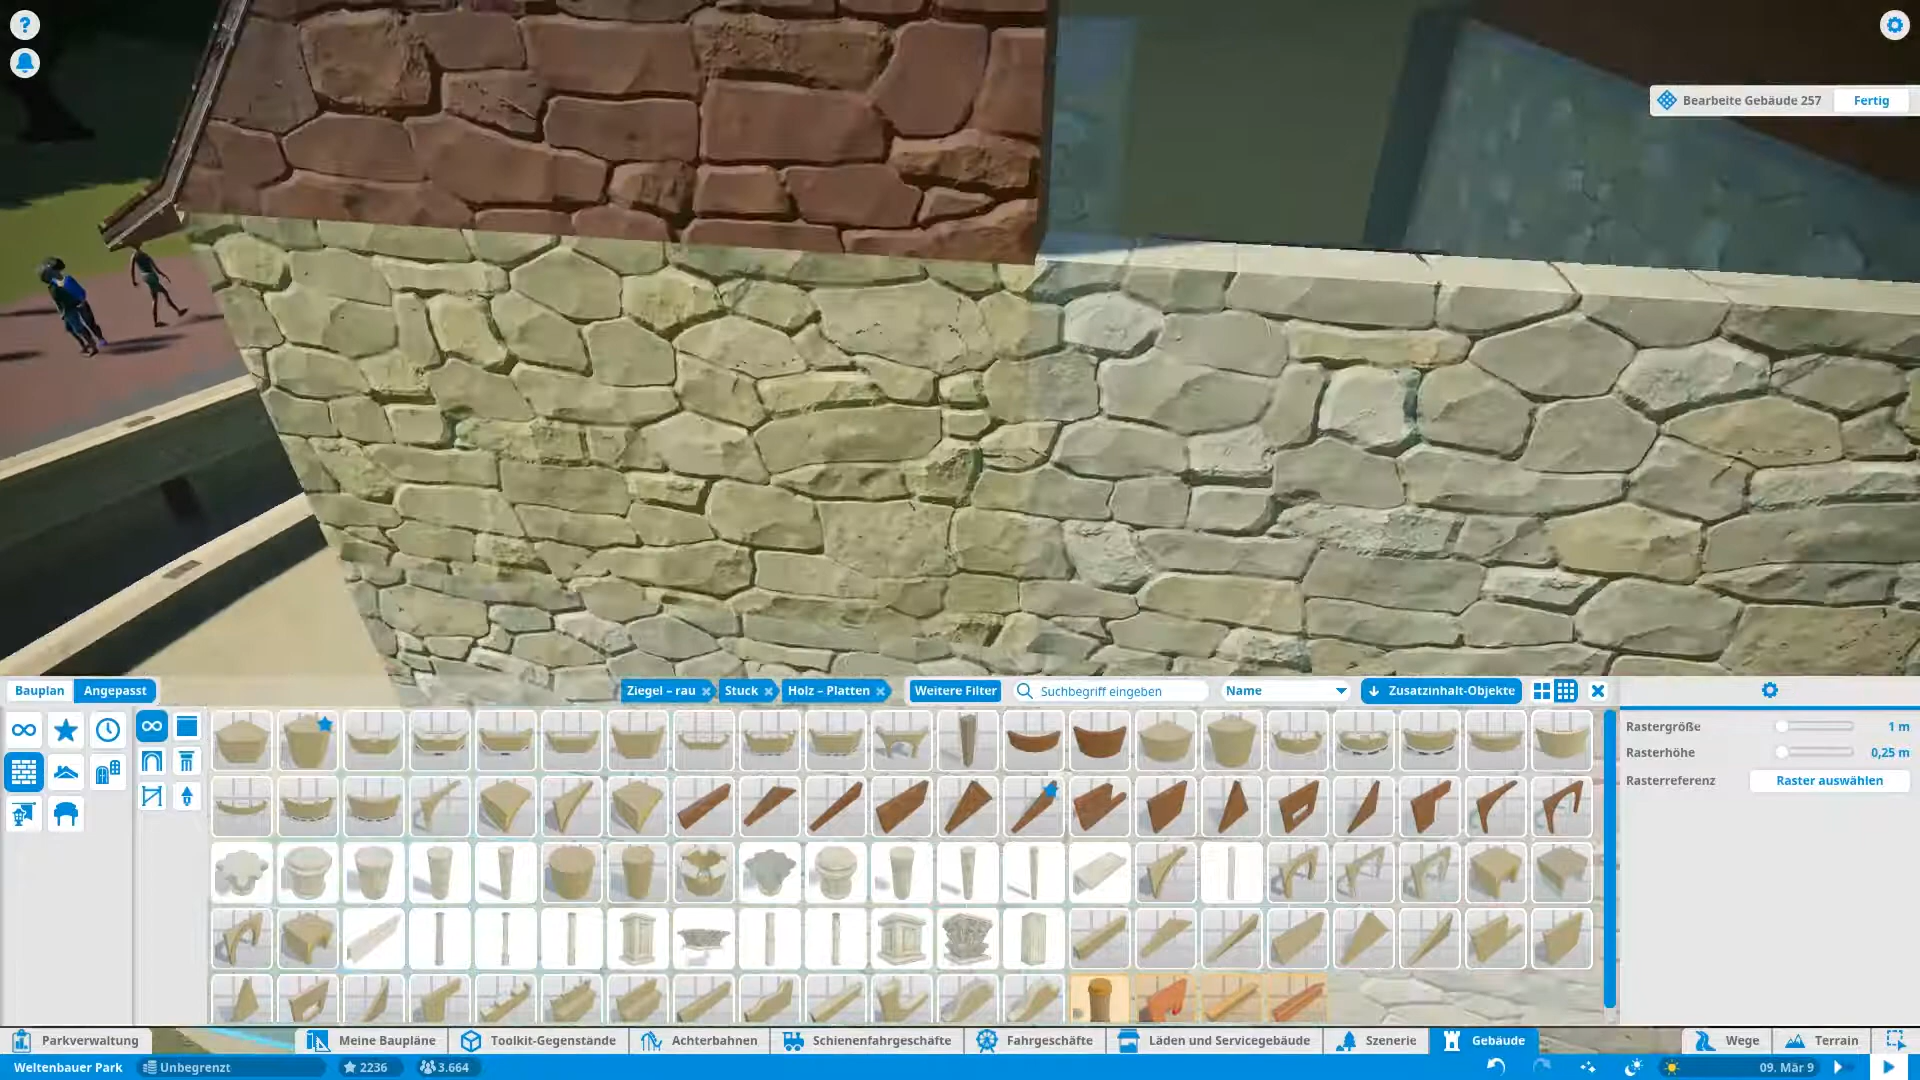 ?
Bearbeite Gebäude 257
Fertig
Bauplan
Angepasst
Ziegel – rau ×
Stuck ×
Holz – Platten ×
Weitere Filter
Suchbegriff eingeben
Name
Zusatzinhalt-Objekte
Rastergröße
1 m
Rasterhöhe
0,25 m
Rasterreferenz
Raster auswählen
Parkverwaltung
Meine Baupläne
Toolkit-Gegenstände
Achterbahnen
Schienenfahrgeschäfte
Fahrgeschäfte
Läden und Servicegebäude
Szenerie
Gebäude
Wege
Terrain
Weltenbauer Park
Unbegrenzt
2236
3.664
09. Mär 9